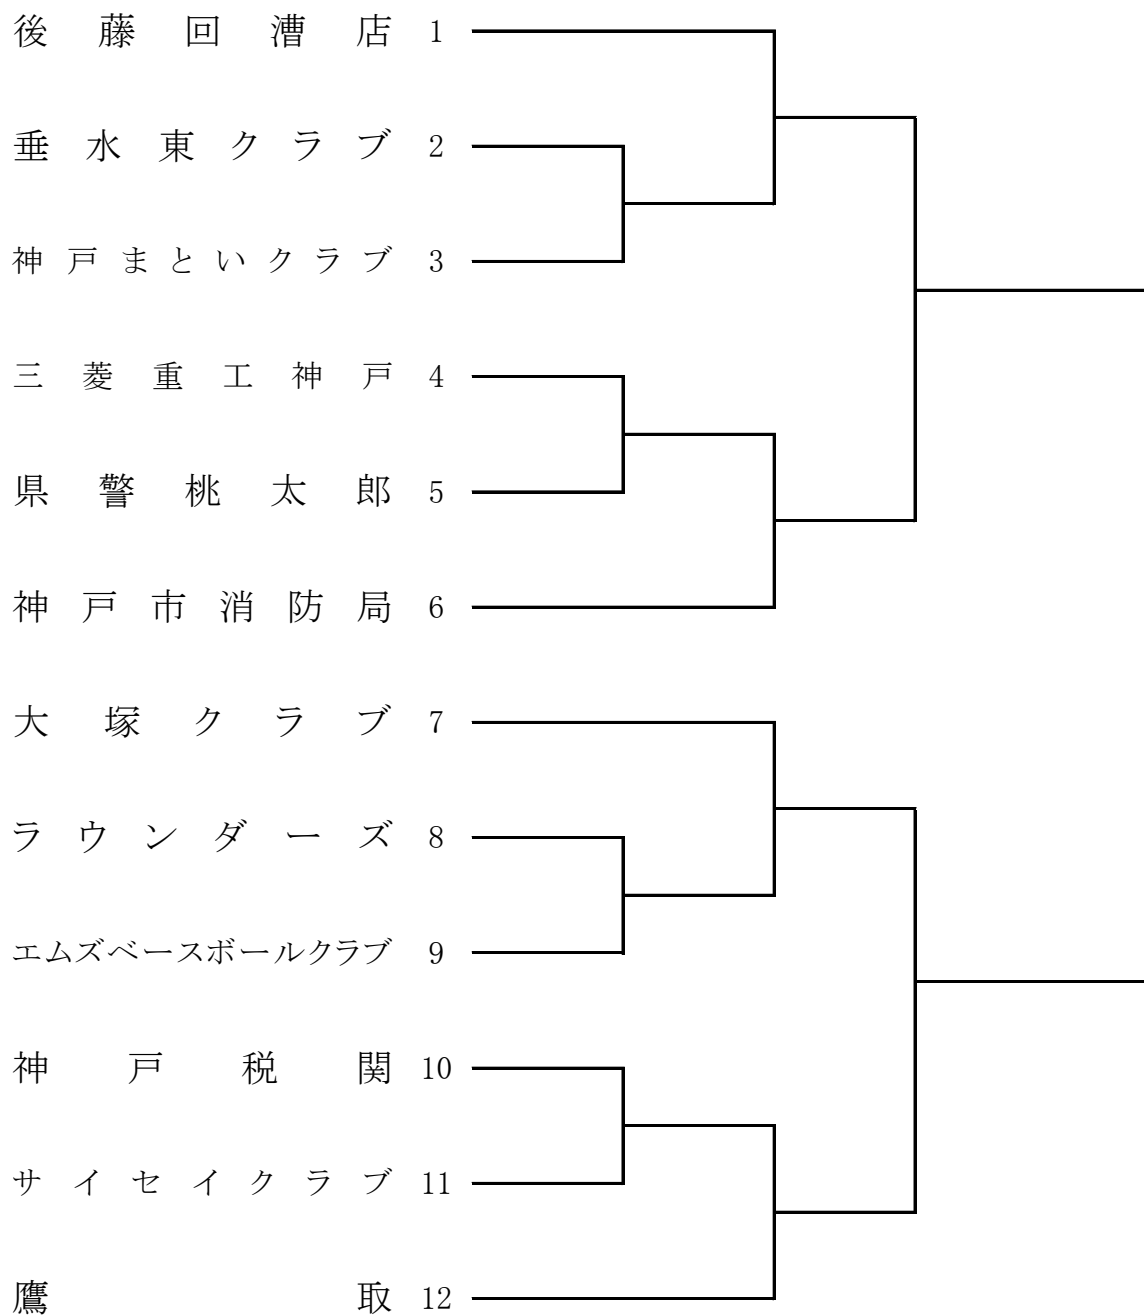 後藤回漕店 1
垂水東クラブ 2
神戸まといクラブ 3
三菱重工神戸 4
県警桃太郎 5
神戸市消防局 6
大塚クラブ 7
ラウンダーズ 8
エムズベースボールクラブ 9
神戸税関 10
サイセイクラブ 11
鷹取 12